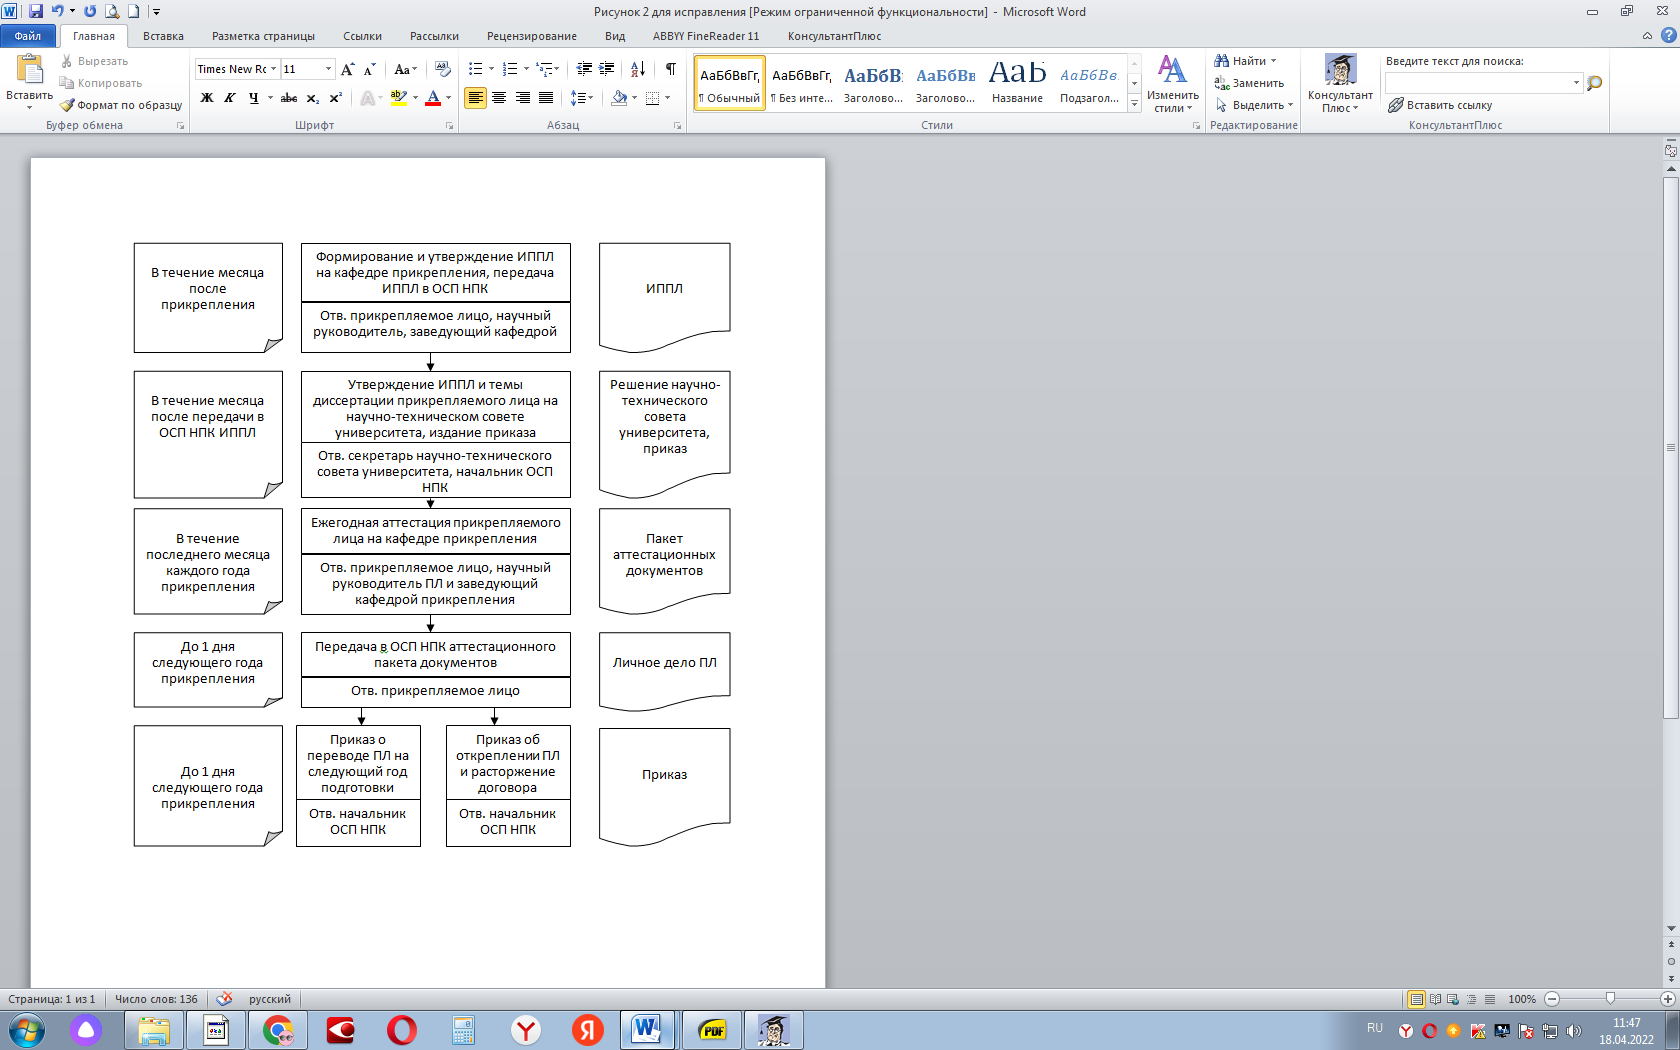 Рисунок 2 для исправления [Режим ограниченной функциональности] - Microsoft Word
Файл
Главная
Вставка
Разметка страницы
Ссылки
Рассылки
Рецензирование
Вид
ABBYY FineReader 11
КонсультантПлюс
Вставить
Вырезать
Копировать
Формат по образцу
Буфер обмена
Times New Rc
11
Ж К Ч abc x₂ x²
Aa
Шрифт
Абзац
АаБбВвГг,
¶ Обычный
АаБбВвГг,
¶ Без инте...
АаБбВ:
Заголово...
АаБбВв
Заголово...
АаБ
Название
АаБбВв.
Подзагол...
Изменить
стили
Стили
Найти
Заменить
Выделить
Редактирование
Консультант
Плюс
Введите текст для поиска:
Вставить ссылку
КонсультантПлюс
В течение месяца
после
прикрепления
Формирование и утверждение ИППЛ
на кафедре прикрепления, передача
ИППЛ в ОСП НПК
Отв. прикрепляемое лицо, научный
руководитель, заведующий кафедрой
ИППЛ
В течение месяца
после передачи в
ОСП НПК ИППЛ
Утверждение ИППЛ и темы
диссертации прикрепляемого лица на
научно-техническом совете
университета, издание приказа
Отв. секретарь научно-технического
совета университета, начальник ОСП
НПК
Решение научно-
технического
совета
университета,
приказ
В течение
последнего месяца
каждого года
прикрепления
Ежегодная аттестация прикрепляемого
лица на кафедре прикрепления
Отв. прикрепляемое лицо, научный
руководитель ПЛ и заведующий
кафедрой прикрепления
Пакет
аттестационных
документов
До 1 дня
следующего года
прикрепления
Передача в ОСП НПК аттестационного
пакета документов
Отв. прикрепляемое лицо
Личное дело ПЛ
До 1 дня
следующего года
прикрепления
Приказ о
переводе ПЛ на
следующий год
подготовки
Отв. начальник
ОСП НПК
Приказ об
откреплении ПЛ
и расторжение
договора
Отв. начальник
ОСП НПК
Приказ
Страница: 1 из 1
Число слов: 136
русский
100%
PDF
RU
11:47
18.04.2022